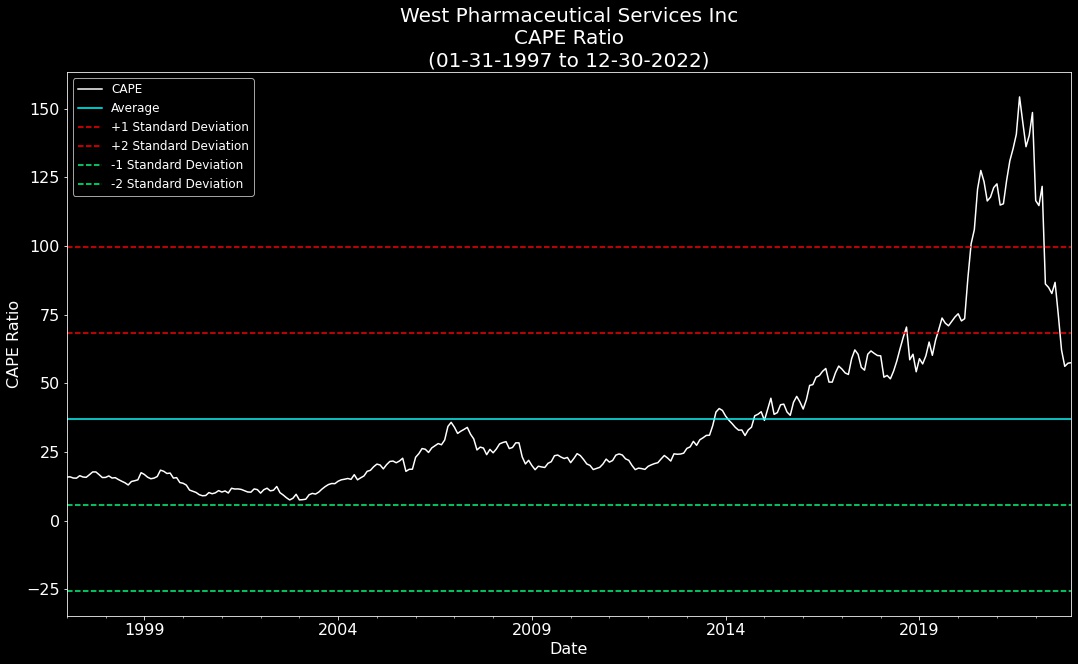 West Pharmaceutical Services Inc
CAPE Ratio
(01-31-1997 to 12-30-2022)
CAPE
Average
+1 Standard Deviation
+2 Standard Deviation
-1 Standard Deviation
-2 Standard Deviation
CAPE Ratio
150
125
100
75
50
25
0
−25
1999 2004 2009 2014 2019
Date